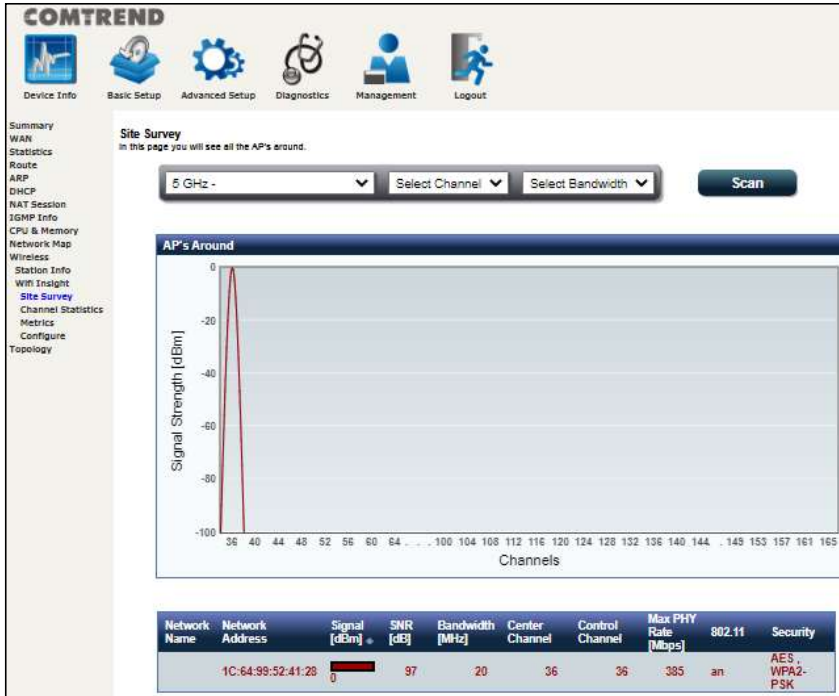 COMTREND
Device Info
Basic Setup
Advanced Setup
Diagnostics
Management
Logout
Summary
WAN
Statistics
Route
ARP
DHCP
NAT Session
IGMP Info
CPU & Memory
Network Map
Wireless
Station Info
Wifi Insight
Site Survey
Channel Statistics
Metrics
Configure
Topology
Site Survey
In this page you will see all the AP's around.
5 GHz -
Select Channel
Select Bandwidth
Scan
AP's Around
Signal Strength [dBm]
0
-20
-40
-60
-80
-100
36 40 44 48 52 56 60 64 . . . 100 104 108 112 116 120 124 128 132 136 140 144 . 149 153 157 161 165
Channels
Network Name
Network Address
Signal [dBm]
SNR [dB]
Bandwidth [MHz]
Center Channel
Control Channel
Max PHY Rate [Mbps]
802.11
Security
1C:64:99:52:41:28
0
97
20
36
36
385
an
AES , WPA2-PSK